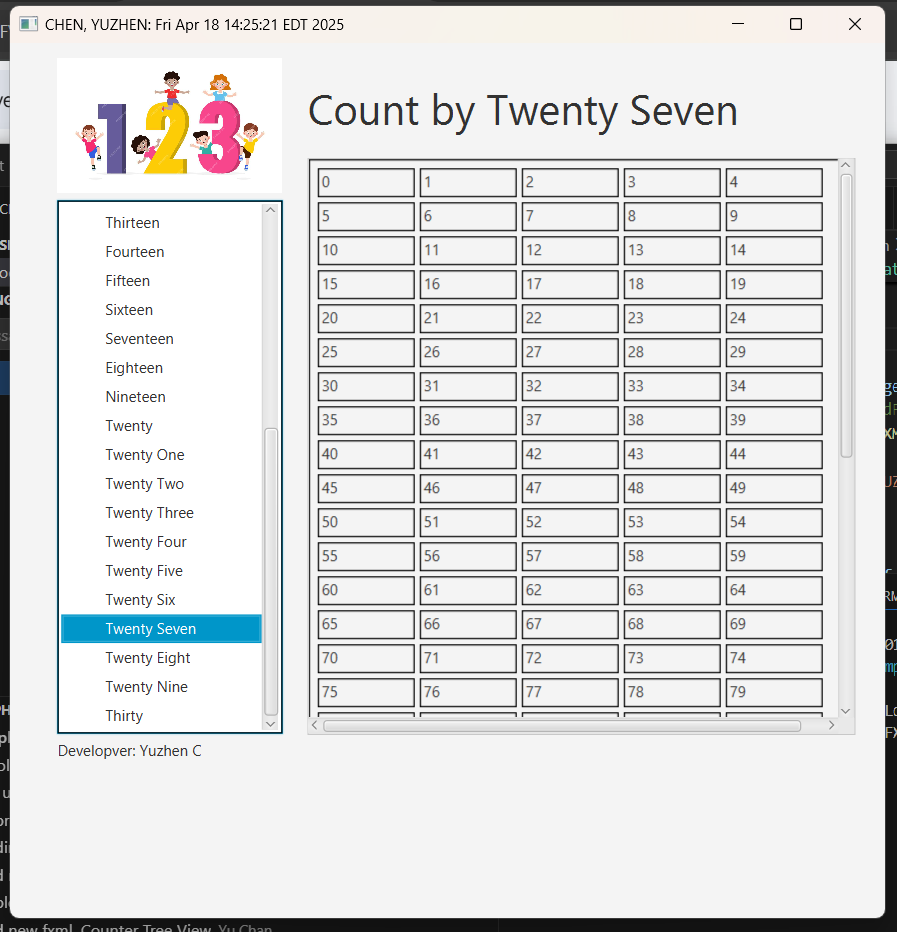 CHEN, YUZHEN: Fri Apr 18 14:25:21 EDT 2025
123
Count by Twenty Seven
Thirteen
Fourteen
Fifteen
Sixteen
Seventeen
Eighteen
Nineteen
Twenty
Twenty One
Twenty Two
Twenty Three
Twenty Four
Twenty Five
Twenty Six
Twenty Seven
Twenty Eight
Twenty Nine
Thirty
0 1 2 3 4
5 6 7 8 9
10 11 12 13 14
15 16 17 18 19
20 21 22 23 24
25 26 27 28 29
30 31 32 33 34
35 36 37 38 39
40 41 42 43 44
45 46 47 48 49
50 51 52 53 54
55 56 57 58 59
60 61 62 63 64
65 66 67 68 69
70 71 72 73 74
75 76 77 78 79
Developver: Yuzhen C
new fxml, Counter Tree View Yu Chan